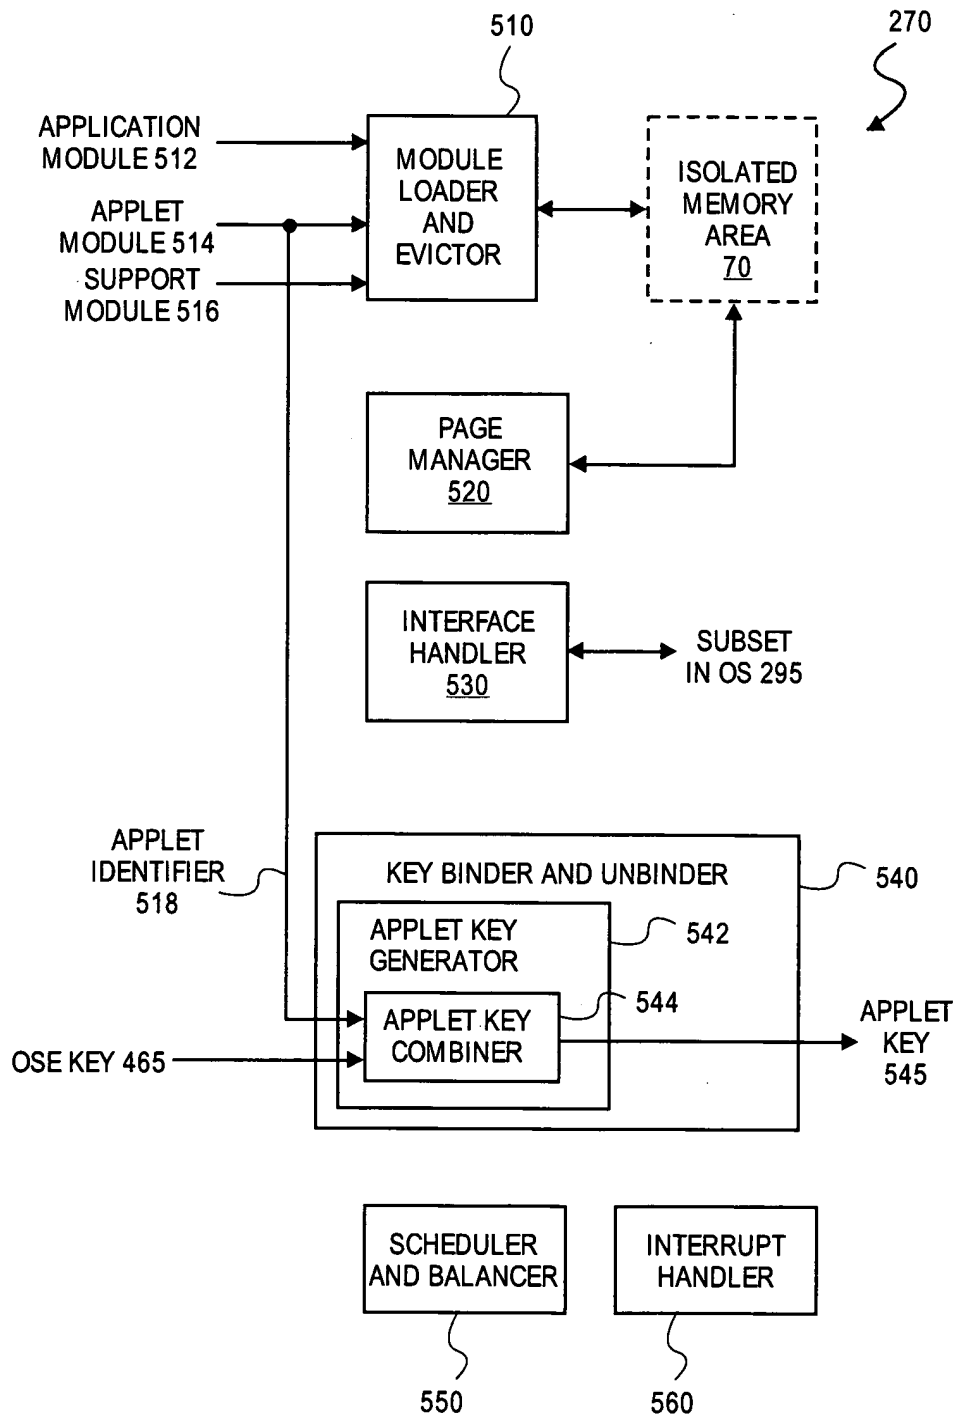 510
270
APPLICATION
MODULE 512
APPLET
MODULE 514
SUPPORT
MODULE 516
MODULE
LOADER
AND
EVICTOR
ISOLATED
MEMORY
AREA
70
PAGE
MANAGER
520
INTERFACE
HANDLER
530
SUBSET
IN OS 295
APPLET
IDENTIFIER
518
KEY BINDER AND UNBINDER
540
APPLET KEY
GENERATOR
542
APPLET KEY
COMBINER
544
OSE KEY 465
APPLET
KEY
545
SCHEDULER
AND BALANCER
INTERRUPT
HANDLER
550
560